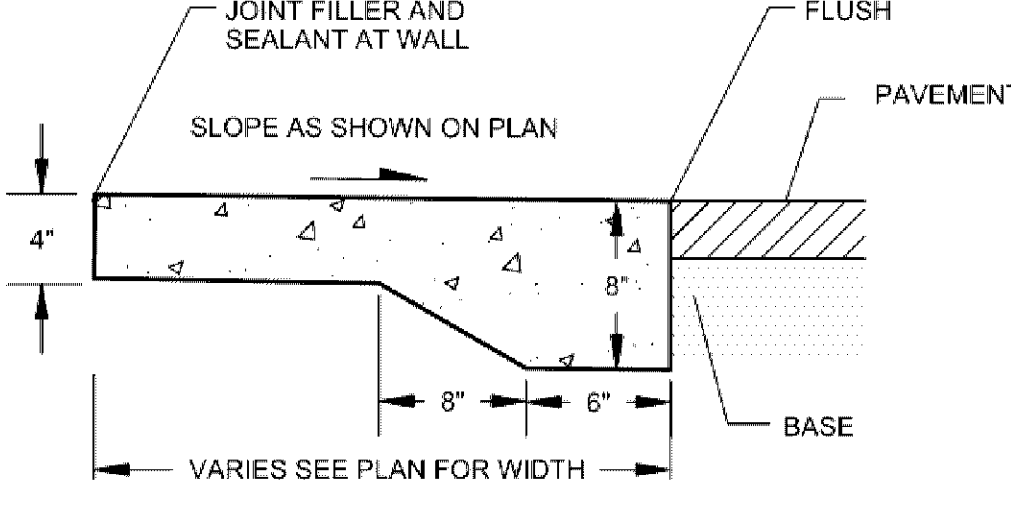 JOINT FILLER AND
SEALANT AT WALL
FLUSH
PAVEMENT
SLOPE AS SHOWN ON PLAN
4"
8"
8"
6"
BASE
VARIES SEE PLAN FOR WIDTH